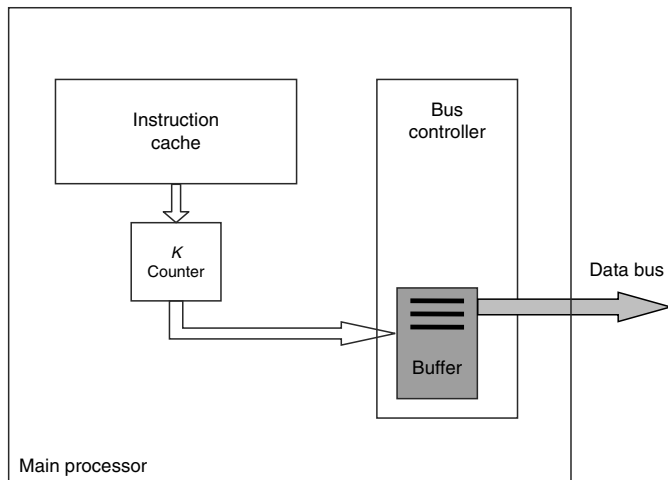 Instruction
cache
Bus
controller
K
Counter
Data bus
Buffer
Main processor